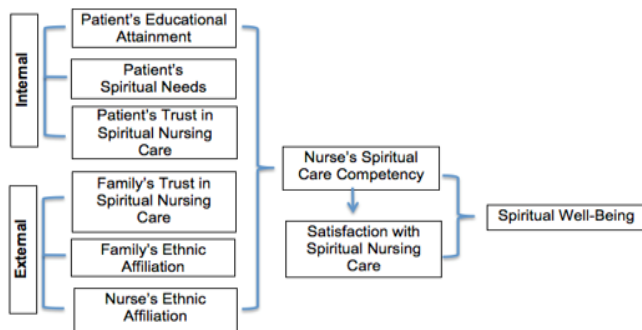 Internal
Patient's Educational
Attainment
Patient's
Spiritual Needs
Patient's Trust in
Spiritual Nursing
Care
External
Family's Trust in
Spiritual Nursing
Care
Family's Ethnic
Affiliation
Nurse's Ethnic
Affiliation
Nurse's Spiritual
Care Competency
Satisfaction with
Spiritual Nursing
Care
Spiritual Well-Being